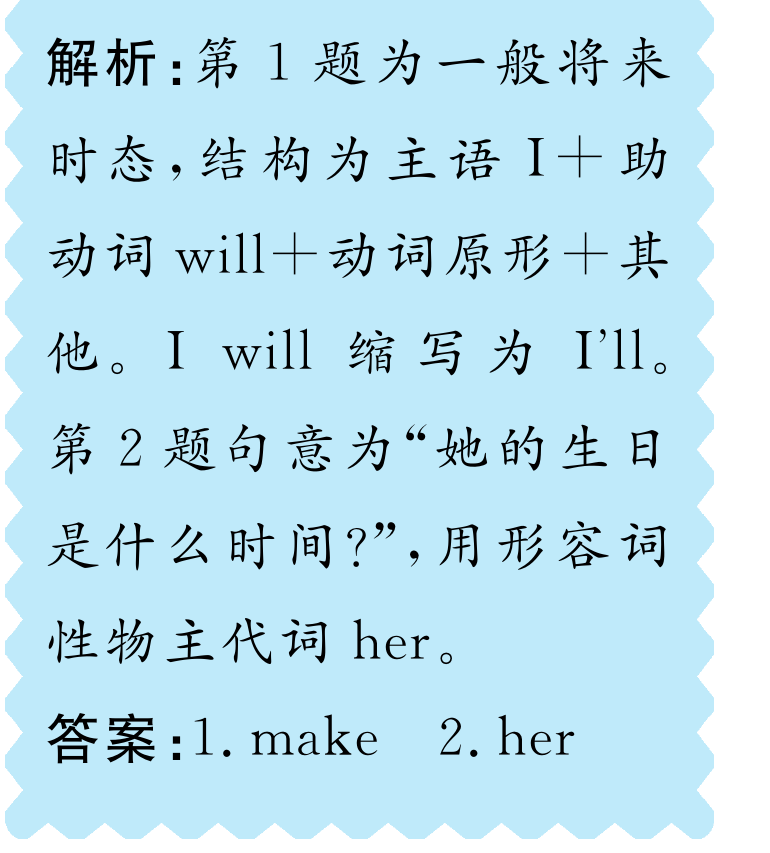 解析:第 1 题为一般将来
时态,结构为主语 I+助
动词 will+动词原形+其
他。I will 缩写为 I’ll。
第 2 题句意为“她的生日
是什么时间?”,用形容词
性物主代词 her。
答案:1. make 2. her